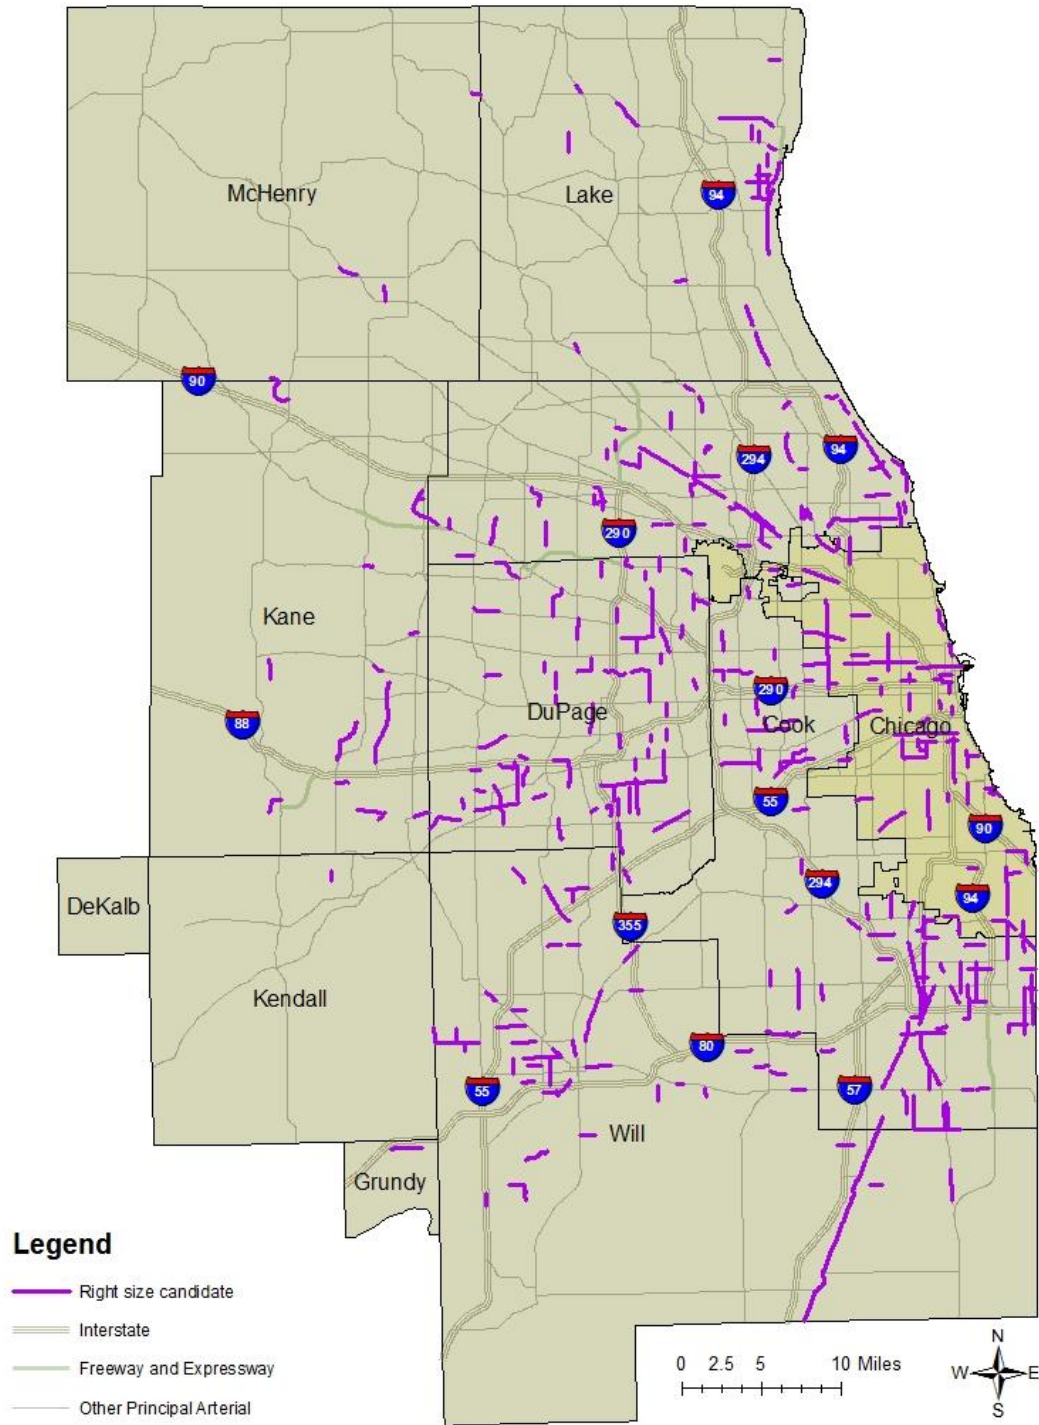 McHenry
Lake
94
90
294
94
290
Kane
290
88
DuPage
Cook
Chicago
55
90
294
94
DeKalb
355
Kendall
80
55
57
Will
Grundy
Legend
Right size candidate
Interstate
Freeway and Expressway
Other Principal Arterial
0 2.5 5 10 Miles
N
W E
S